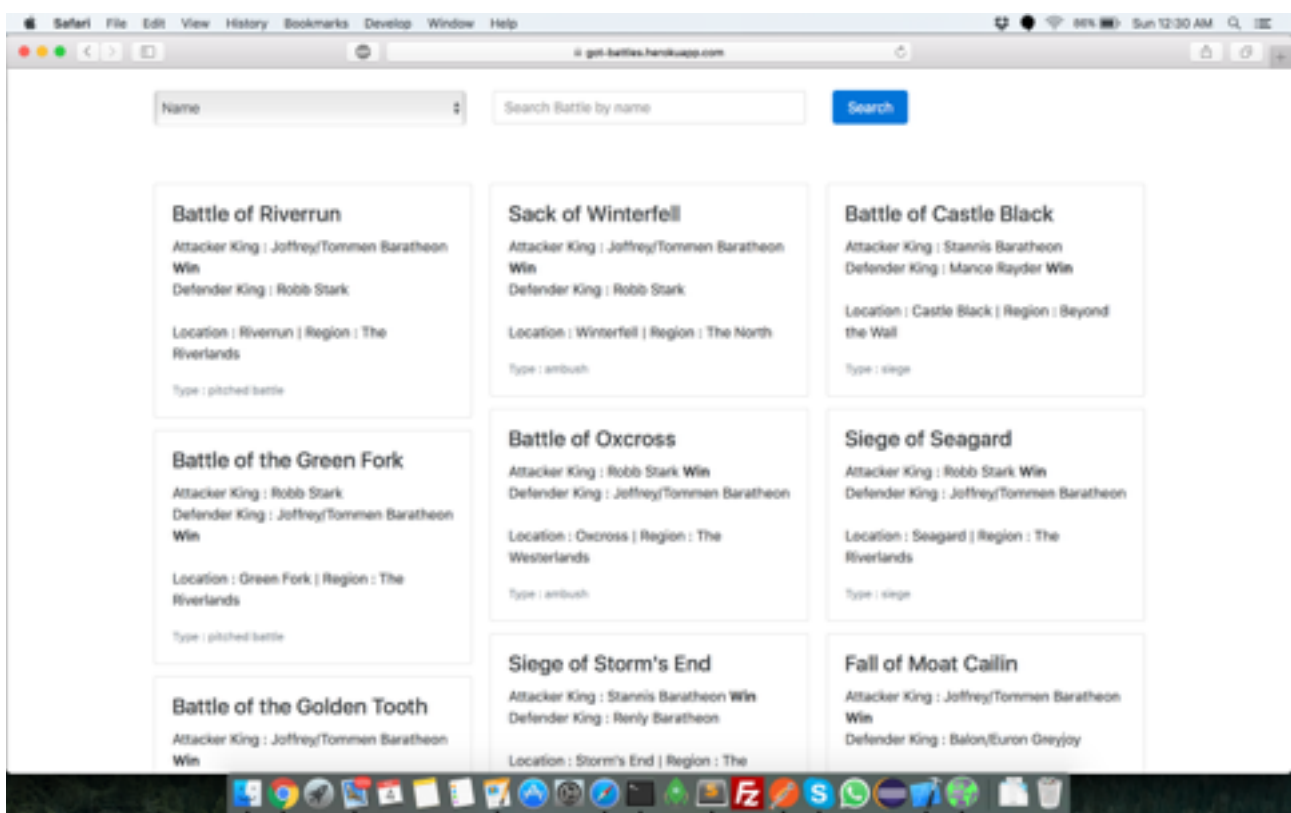 Safari File Edit View History Bookmarks Develop Window Help
86% Sun 12:30 AM
got-battles.herokuapp.com
Name
Search Battle by name
Search
Battle of Riverrun
Attacker King : Joffrey/Tommen Baratheon
Win
Defender King : Robb Stark
Location : Riverrun | Region : The
Riverlands
Type : pitched battle
Battle of the Green Fork
Attacker King : Robb Stark
Defender King : Joffrey/Tommen Baratheon
Win
Location : Green Fork | Region : The
Riverlands
Type : pitched battle
Battle of the Golden Tooth
Attacker King : Joffrey/Tommen Baratheon
Win
Sack of Winterfell
Attacker King : Joffrey/Tommen Baratheon
Win
Defender King : Robb Stark
Location : Winterfell | Region : The North
Type : ambush
Battle of Oxcross
Attacker King : Robb Stark Win
Defender King : Joffrey/Tommen Baratheon
Location : Oxcross | Region : The
Westerlands
Type : ambush
Siege of Storm's End
Attacker King : Stannis Baratheon Win
Defender King : Renly Baratheon
Location : Storm's End | Region : The
Battle of Castle Black
Attacker King : Stannis Baratheon
Defender King : Mance Rayder Win
Location : Castle Black | Region : Beyond
the Wall
Type : siege
Siege of Seagard
Attacker King : Robb Stark Win
Defender King : Joffrey/Tommen Baratheon
Location : Seagard | Region : The
Riverlands
Type : siege
Fall of Moat Cailin
Attacker King : Joffrey/Tommen Baratheon
Win
Defender King : Balon/Euron Greyjoy
Fz